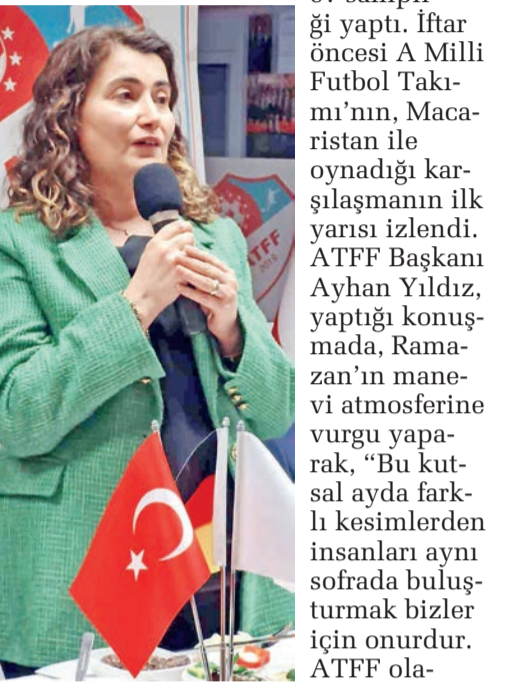 ği yaptı. İftar
öncesi A Milli
Futbol Takı-
mı’nın, Maca-
ristan ile
oynadığı kar-
şılaşmanın ilk
yarısı izlendi.
ATFF Başkanı
Ayhan Yıldız,
yaptığı konuş-
mada, Rama-
zan’ın mane-
vi atmosferine
vurgu yapa-
rak, “Bu kut-
sal ayda fark-
lı kesimlerden
insanları aynı
sofrada buluş-
turmak bizler
için onurdur.
ATFF ola-
ATFF
2019